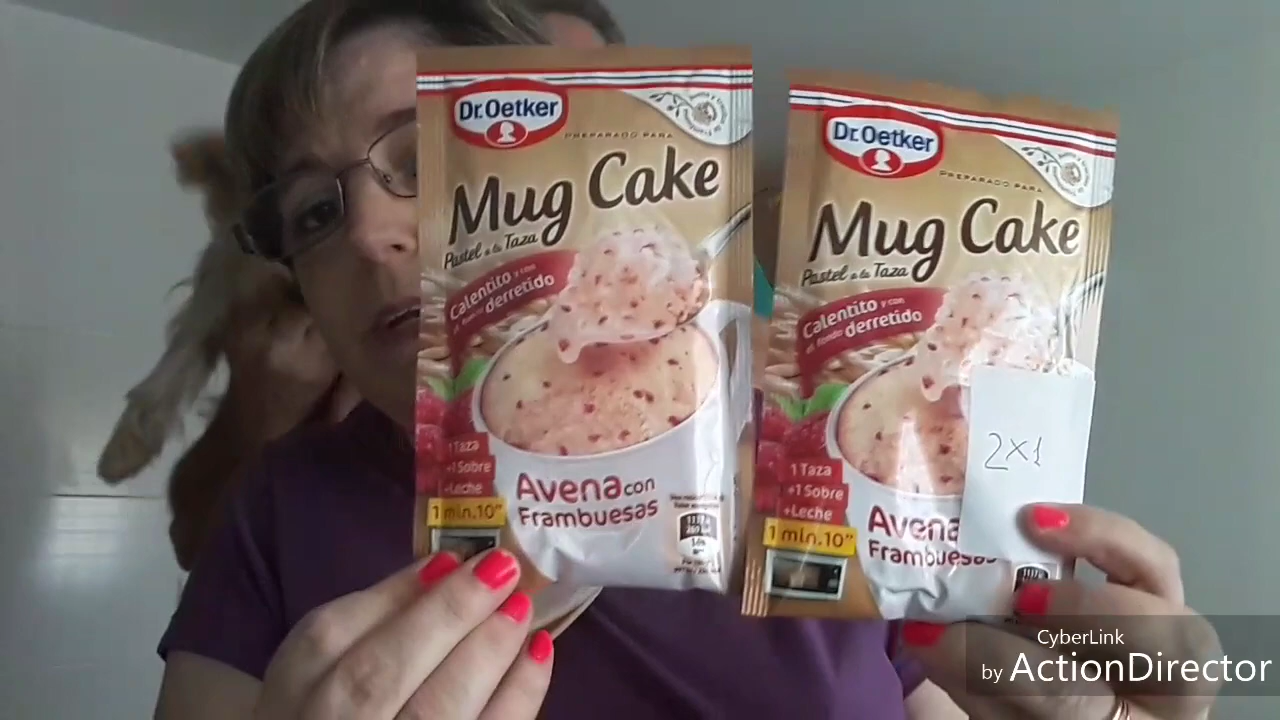 Dr.Oetker
PREPARADO PARA
Mug Cake
Pastel a la Taza
Calentito y con
el fondo derretido
1 Taza
+1 Sobre
+Leche
1 min.10”
Avena con
Frambuesas
Dr.Oetker
PREPARADO PARA
Mug Cake
Pastel a la Taza
Calentito y con
el fondo derretido
1 Taza
+1 Sobre
+Leche
1 min.10”
Avena
Frambuesas
2x1
CyberLink
by ActionDirector